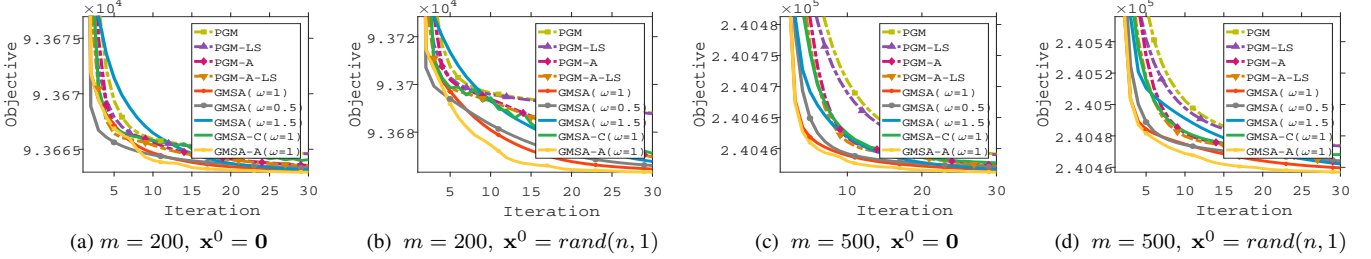 ×10⁴
Objective
9.3675
9.367
9.3665
PGM
PGM-LS
PGM-A
PGM-A-LS
GMSA(ω=1)
GMSA(ω=0.5)
GMSA(ω=1.5)
GMSA-C(ω=1)
GMSA-A(ω=1)
5 10 15 20 25 30
Iteration
(a) m = 200, x⁰ = 0
×10⁴
Objective
9.372
9.37
9.368
PGM
PGM-LS
PGM-A
PGM-A-LS
GMSA(ω=1)
GMSA(ω=0.5)
GMSA(ω=1.5)
GMSA-C(ω=1)
GMSA-A(ω=1)
5 10 15 20 25 30
Iteration
(b) m = 200, x⁰ = rand(n, 1)
×10⁵
Objective
2.4048
2.40475
2.4047
2.40465
2.4046
PGM
PGM-LS
PGM-A
PGM-A-LS
GMSA(ω=1)
GMSA(ω=0.5)
GMSA(ω=1.5)
GMSA-C(ω=1)
GMSA-A(ω=1)
10 15 20 25 30
Iteration
(c) m = 500, x⁰ = 0
×10⁵
Objective
2.4054
2.4052
2.405
2.4048
2.4046
PGM
PGM-LS
PGM-A
PGM-A-LS
GMSA(ω=1)
GMSA(ω=0.5)
GMSA(ω=1.5)
GMSA-C(ω=1)
GMSA-A(ω=1)
5 10 15 20 25 30
Iteration
(d) m = 500, x⁰ = rand(n, 1)